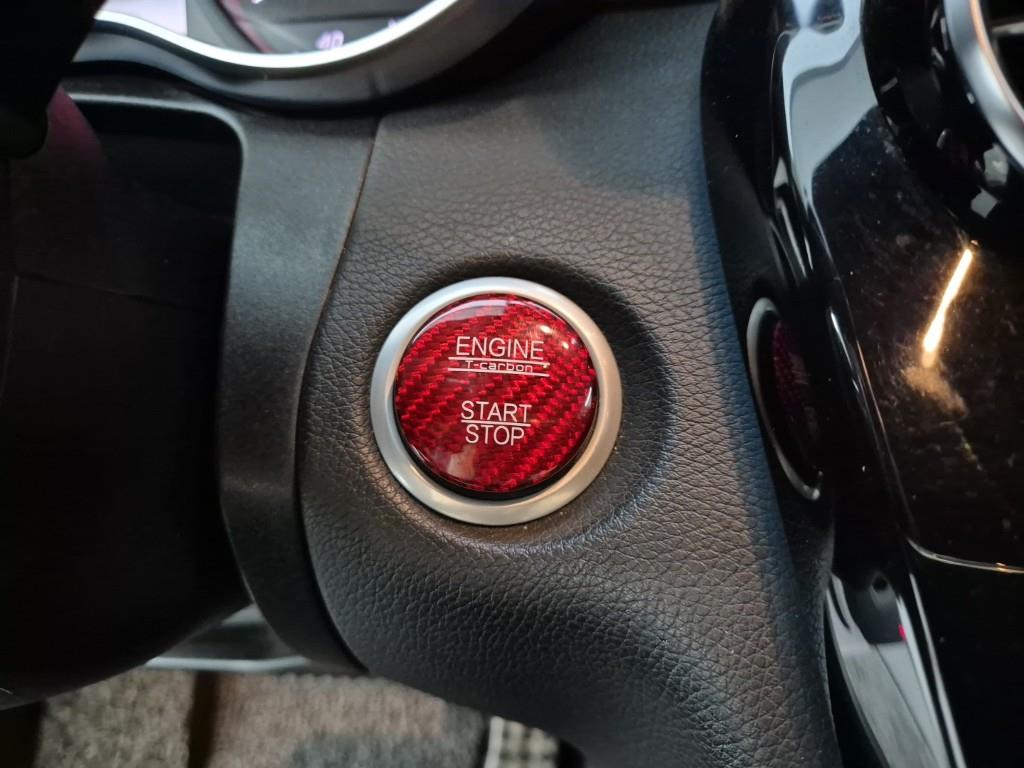 ENGINE
T-carbon
START
STOP